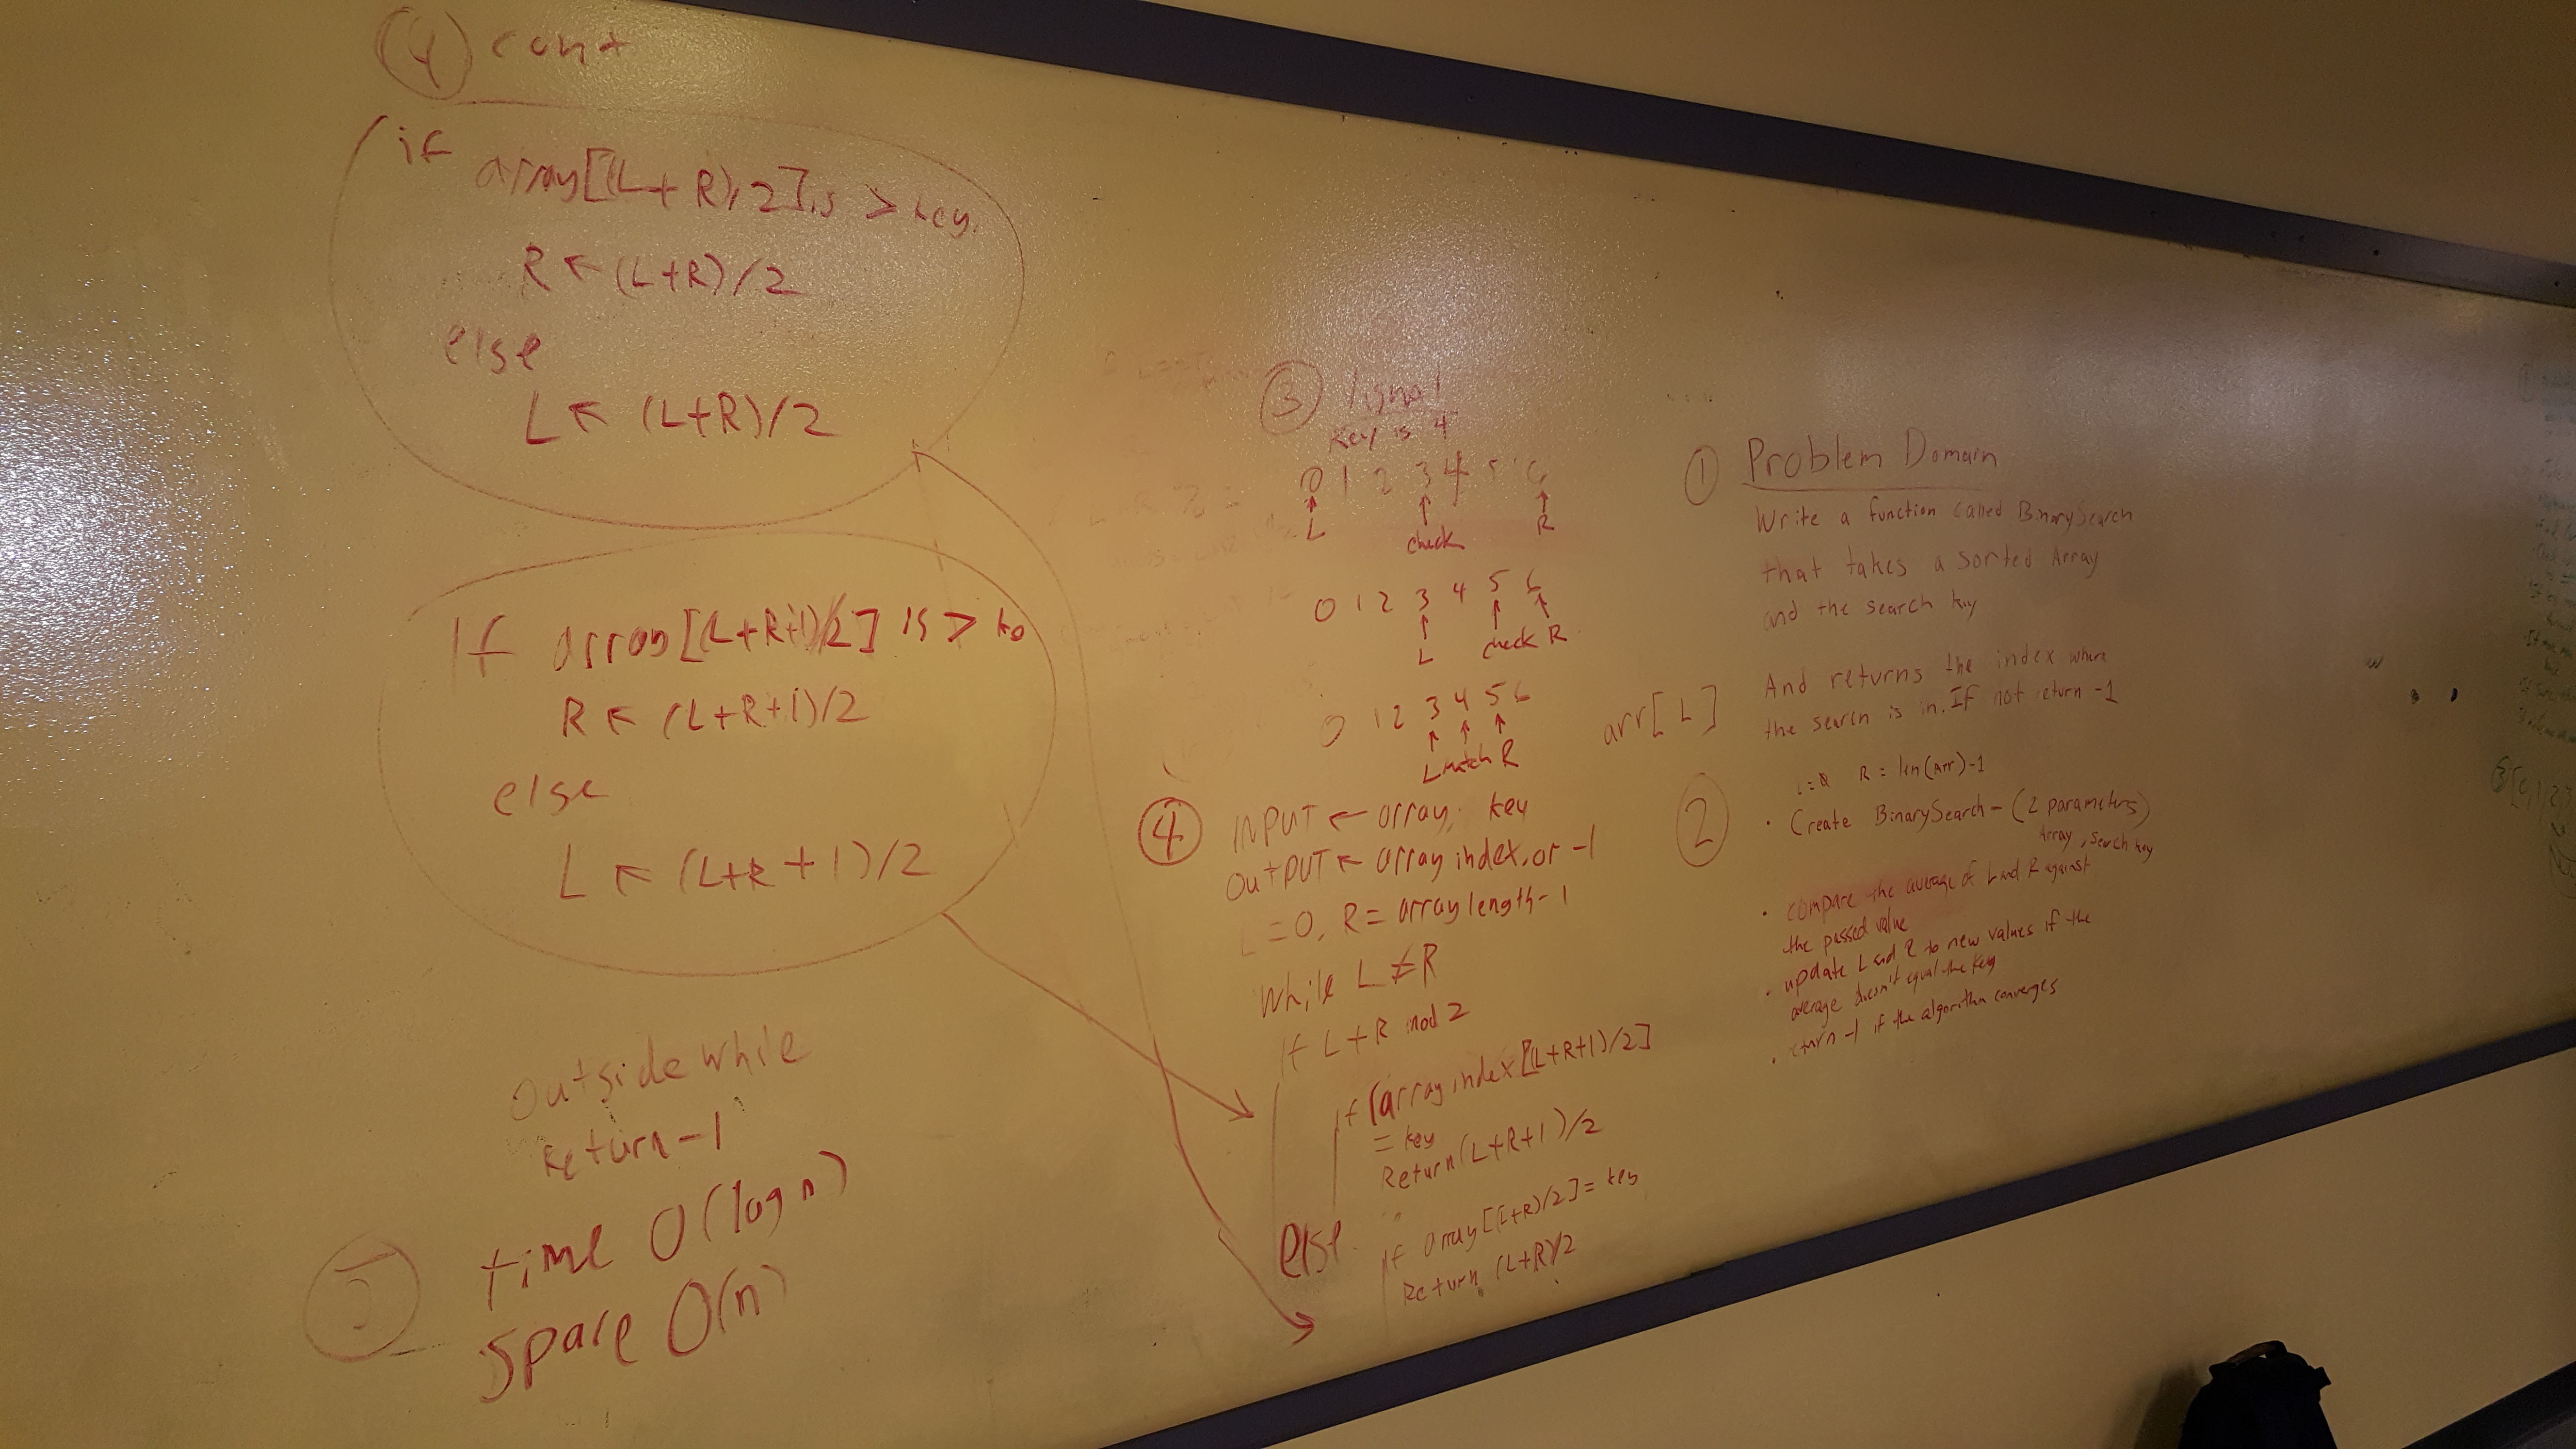 ① Problem Domain
Write a function called BinarySearch
that takes a sorted Array
and the search key
And returns the index where
the search is in. If not return -1
arr[L]
②
L=0 R = len(Arr)-1
• Create BinarySearch - (2 parameters)
Array, search key
• compare the average of L and R against
the passed value
• update L and R to new values if the
average doesn't equal the key
• return -1 if the algorithm converges
③
Key is 4
0 1 2 3 4 5 6
L check R
0 1 2 3 4 5 6
L check R
0 1 2 3 4 5 6
L match R
④ INPUT ← array, key
OUTPUT ← array index, or -1
L = 0, R = array length - 1
While L ≠ R
If L + R mod 2
If (array index [(L+R+1)/2]
= key
Return (L+R+1)/2
else
If array [(L+R)/2] = key
Return (L+R)/2
④ cont
if array[(L+R)/2] is > key
R ← (L+R)/2
else
L ← (L+R)/2
If array[(L+R+1)/2] is >
R ← (L+R+1)/2
else
L ← (L+R+1)/2
outside while
Return -1
⑤ time O(log n)
space O(n)